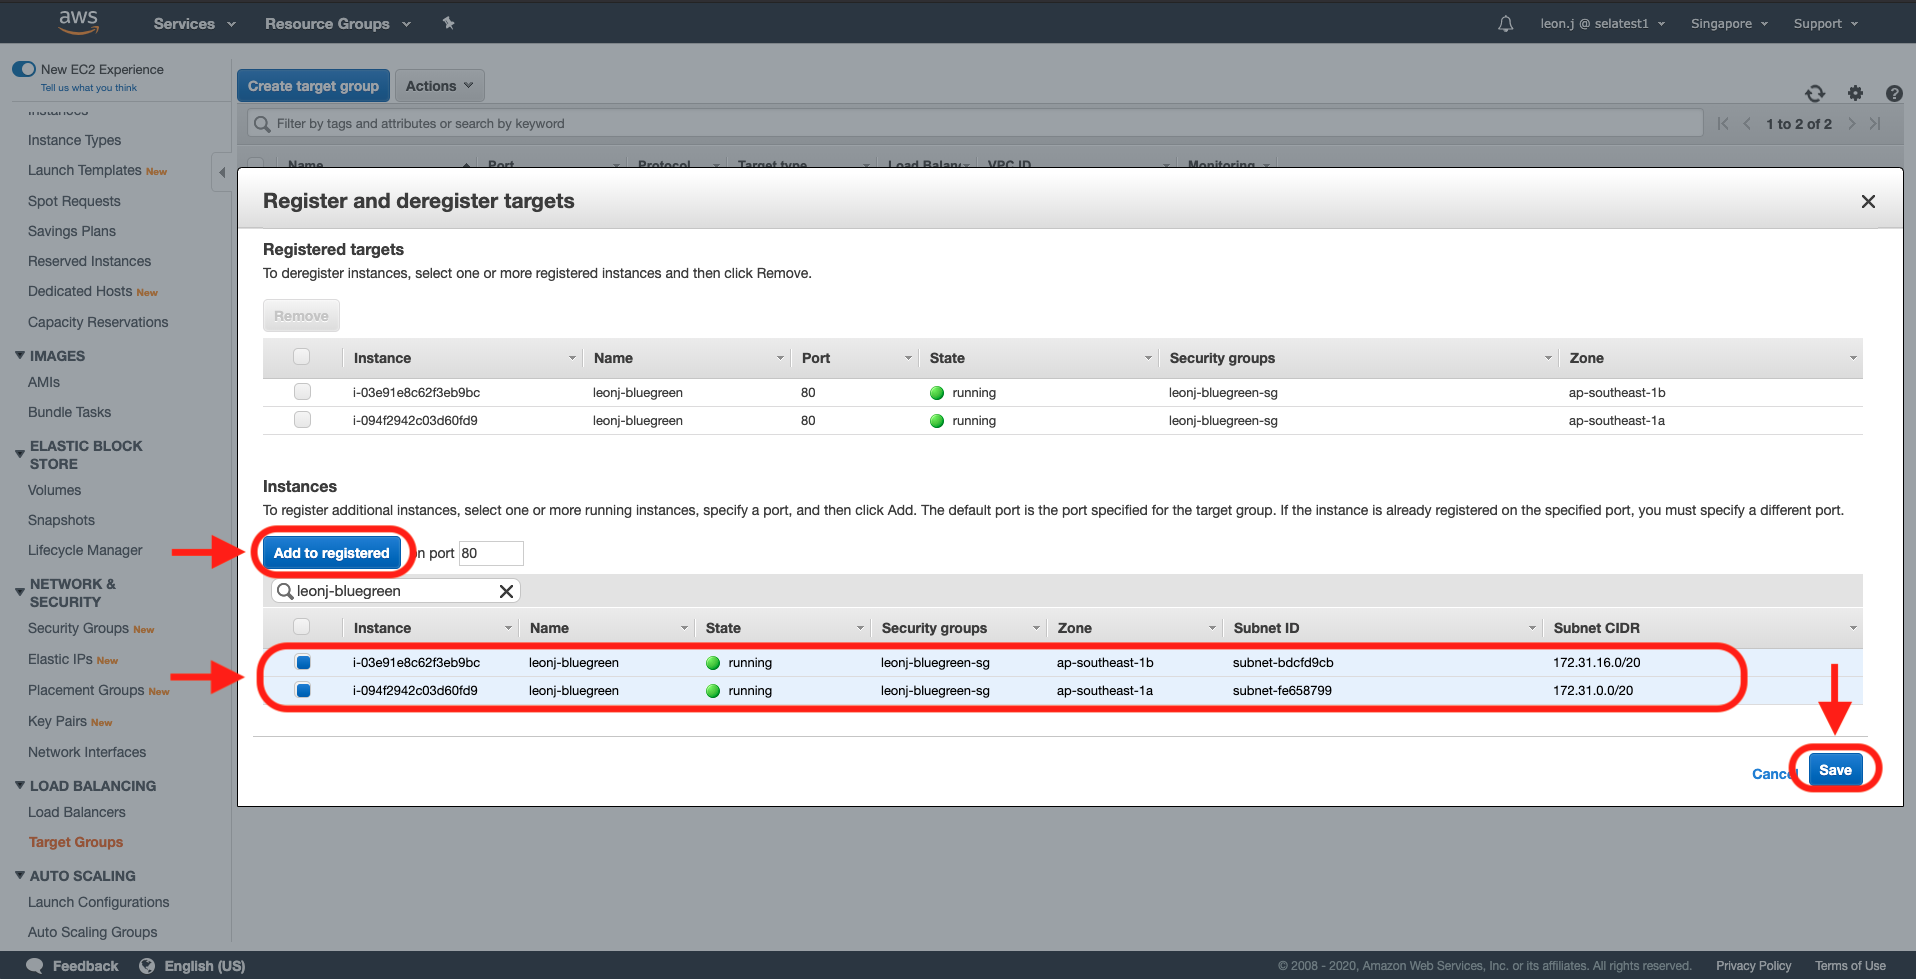 aws Services Resource Groups leon.j @ selatest1 Singapore Support
New EC2 Experience
Tell us what you think
Create target group Actions
Filter by tags and attributes or search by keyword 1 to 2 of 2
Name Port Protocol Target type Load Balanc VPC ID Monitoring
Instances
Instance Types
Launch Templates New
Spot Requests
Savings Plans
Reserved Instances
Dedicated Hosts New
Capacity Reservations
IMAGES
AMIs
Bundle Tasks
ELASTIC BLOCK
STORE
Volumes
Snapshots
Lifecycle Manager
NETWORK &
SECURITY
Security Groups New
Elastic IPs New
Placement Groups New
Key Pairs New
Network Interfaces
LOAD BALANCING
Load Balancers
Target Groups
AUTO SCALING
Launch Configurations
Auto Scaling Groups
Register and deregister targets
Registered targets
To deregister instances, select one or more registered instances and then click Remove.
Remove
Instance Name Port State Security groups Zone
i-03e91e8c62f3eb9bc leonj-bluegreen 80 running leonj-bluegreen-sg ap-southeast-1b
i-094f2942c03d60fd9 leonj-bluegreen 80 running leonj-bluegreen-sg ap-southeast-1a
Instances
To register additional instances, select one or more running instances, specify a port, and then click Add. The default port is the port specified for the target group. If the instance is already registered on the specified port, you must specify a different port.
Add to registered n port 80
leonj-bluegreen
Instance Name State Security groups Zone Subnet ID Subnet CIDR
i-03e91e8c62f3eb9bc leonj-bluegreen running leonj-bluegreen-sg ap-southeast-1b subnet-bdcfd9cb 172.31.16.0/20
i-094f2942c03d60fd9 leonj-bluegreen running leonj-bluegreen-sg ap-southeast-1a subnet-fe658799 172.31.0.0/20
Cancel Save
Feedback English (US) © 2008 - 2020, Amazon Web Services, Inc. or its affiliates. All rights reserved. Privacy Policy Terms of Use